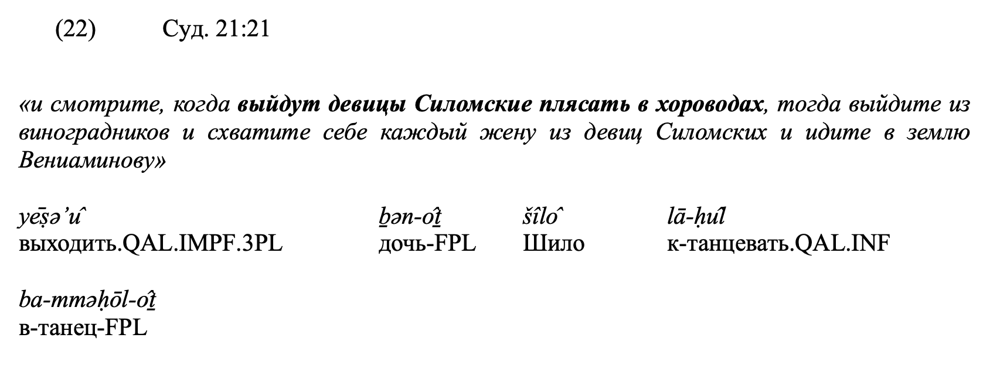 (22) Суд. 21:21
«и смотрите, когда выйдут девицы Силомские плясать в хороводах, тогда выйдите из
виноградников и схватите себе каждый жену из девиц Силомских и идите в землю
Вениаминову»
yēṣə’û ḇən-ôṯ šîlô lā-ḥûl
выходить.QAL.IMPF.3PL дочь-FPL Шило к-танцевать.QAL.INF
ba-mməḥōl-ôṯ
в-танец-FPL